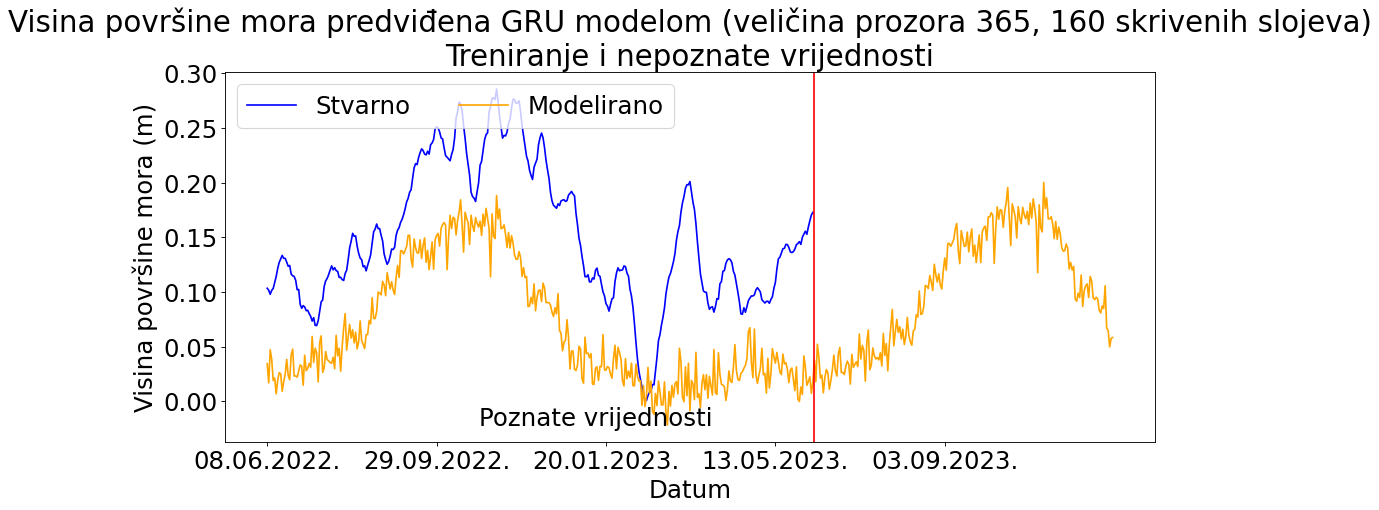 Visina površine mora predviđena GRU modelom (veličina prozora 365, 160 skrivenih slojeva)
Treniranje i nepoznate vrijednosti
Stvarno
Modelirano
Visina površine mora (m)
0.30
0.25
0.20
0.15
0.10
0.05
0.00
Poznate vrijednosti
08.06.2022. 29.09.2022. 20.01.2023. 13.05.2023. 03.09.2023.
Datum